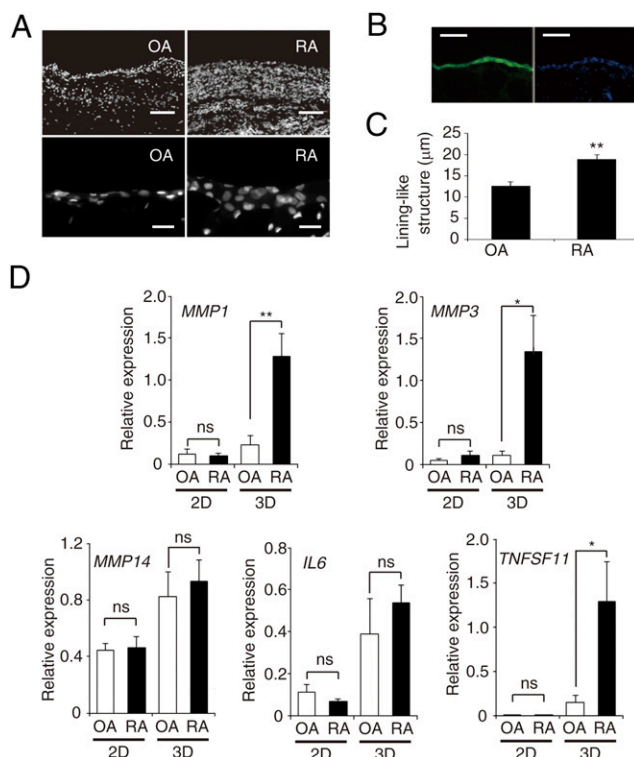 A
OA
RA
OA
RA
B
C
Lining-like
structure (μm)
25
20
15
10
5
0
**
OA
RA
D
Relative expression
2.0
1.5
1.0
0.5
0
MMP1
ns
**
OA RA OA RA
2D 3D
Relative expression
2.0
1.5
1.0
0.5
0
MMP3
ns
*
OA RA OA RA
2D 3D
Relative expression
1.2
0.8
0.4
0
MMP14
ns
ns
OA RA OA RA
2D 3D
Relative expression
0.6
0.4
0.2
0
IL6
ns
ns
OA RA OA RA
2D 3D
Relative expression
2.0
1.5
1.0
0.5
0
TNFSF11
ns
*
OA RA OA RA
2D 3D